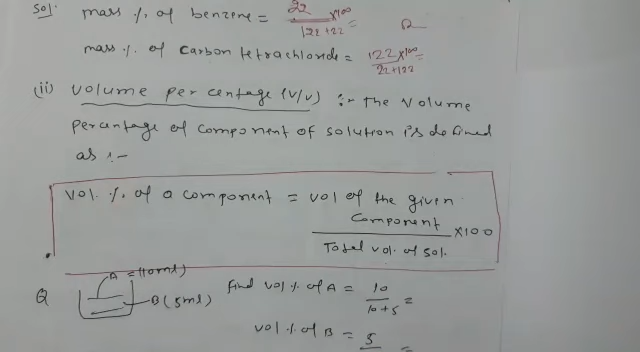 Sol: mass %. of benzene = 22/122+22 ×100 =
mass %. of carbon tetrachloride = 122×100/22+122 =
(ii) Volume per centage (v/v) :- The Volume
percentage of component of solution is defined
as :-
Vol. %. of a component = vol of the given component/Total vol. of sol. ×100
Q A = (10ml) B (5ml) find vol %. of A = 10/10+5 =
vol %. of B = 5 =